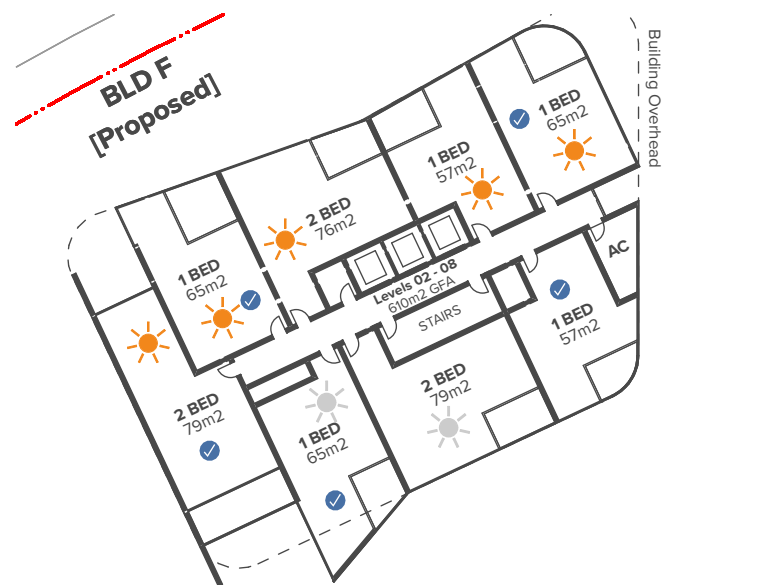 BLD F
[Proposed]
Building Overhead
1 BED
65m2
1 BED
57m2
2 BED
76m2
1 BED
65m2
AC
Levels 02 - 08
610m2 GFA
STAIRS
1 BED
57m2
2 BED
79m2
2 BED
79m2
1 BED
65m2